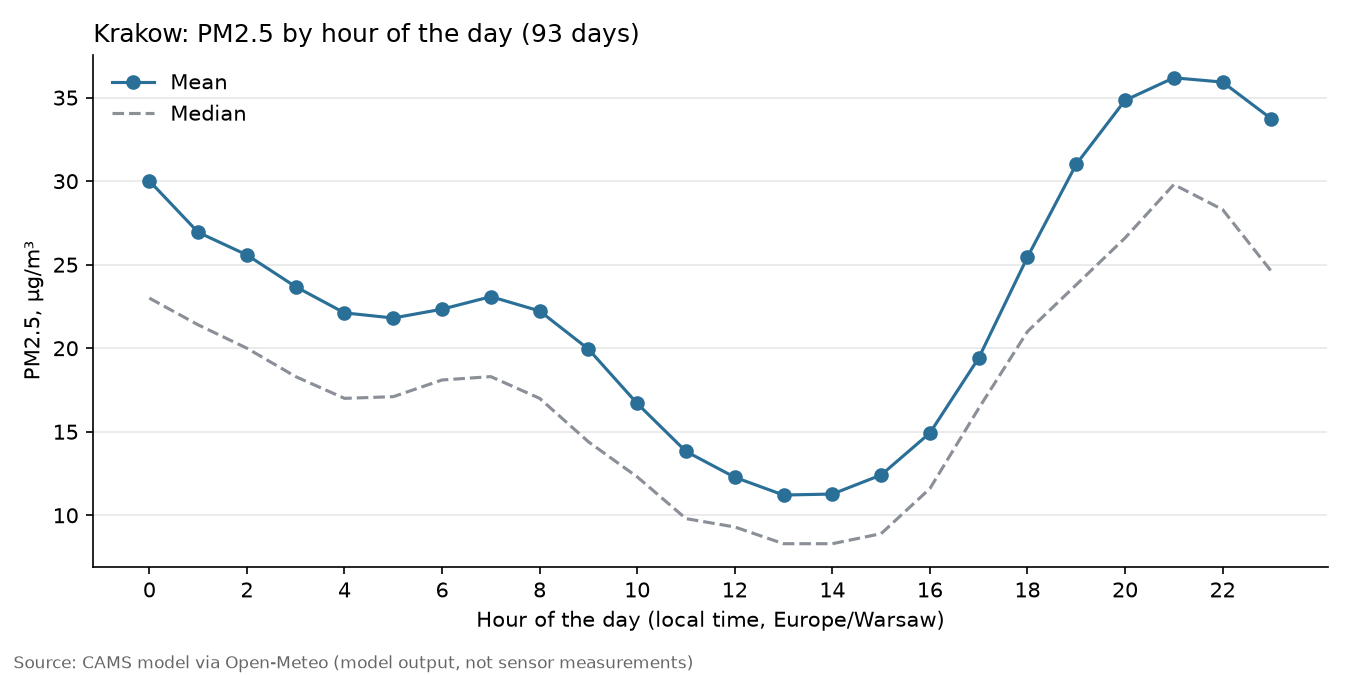 Krakow: PM2.5 by hour of the day (93 days)
Mean
Median
35
30
25
20
15
10
PM2.5, µg/m³
0 2 4 6 8 10 12 14 16 18 20 22
Hour of the day (local time, Europe/Warsaw)
Source: CAMS model via Open-Meteo (model output, not sensor measurements)